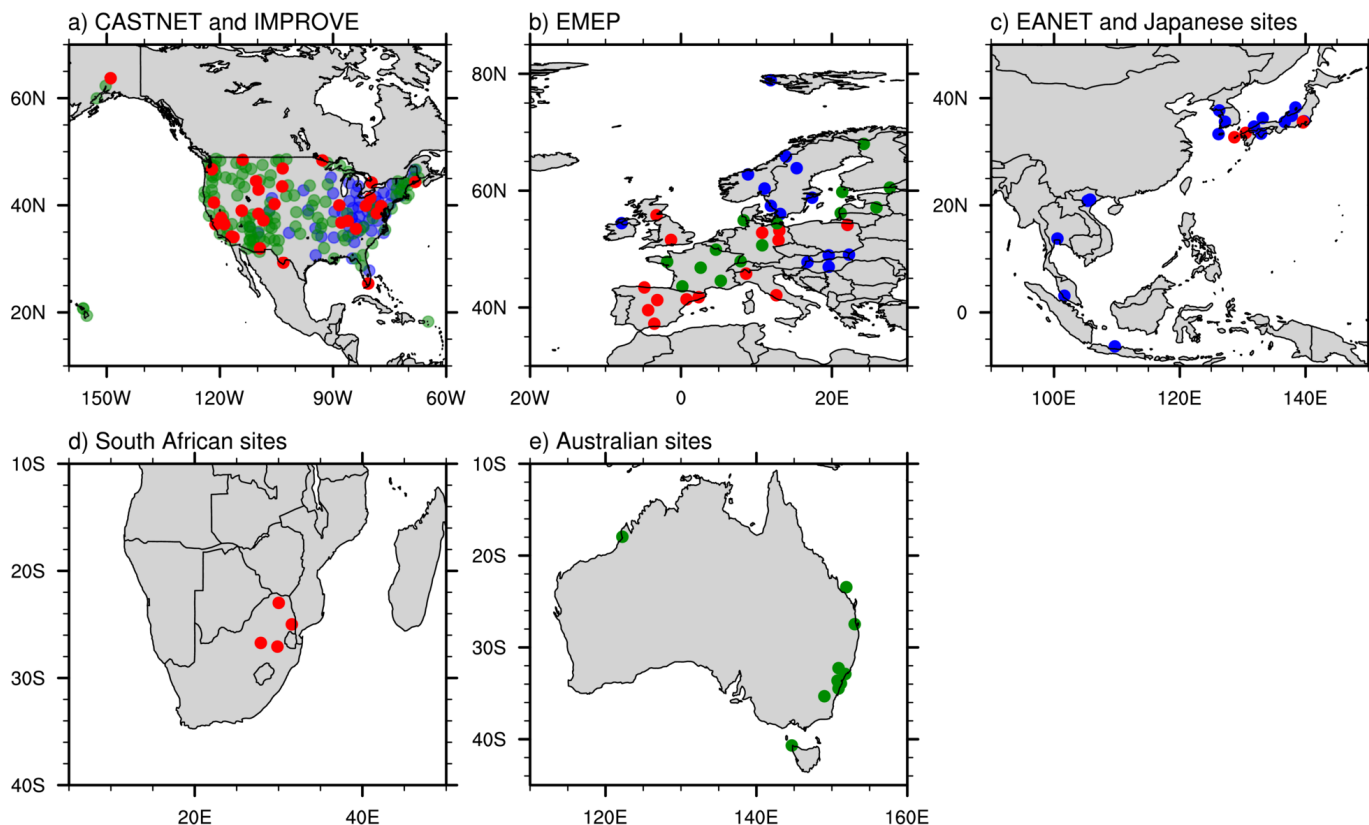 a) CASTNET and IMPROVE
60N
40N
20N
150W 120W 90W 60W
b) EMEP
80N
60N
40N
20W 0 20E
c) EANET and Japanese sites
40N
20N
0
100E 120E 140E
d) South African sites
10S
20S
30S
40S
20E 40E
e) Australian sites
10S
20S
30S
40S
120E 140E 160E